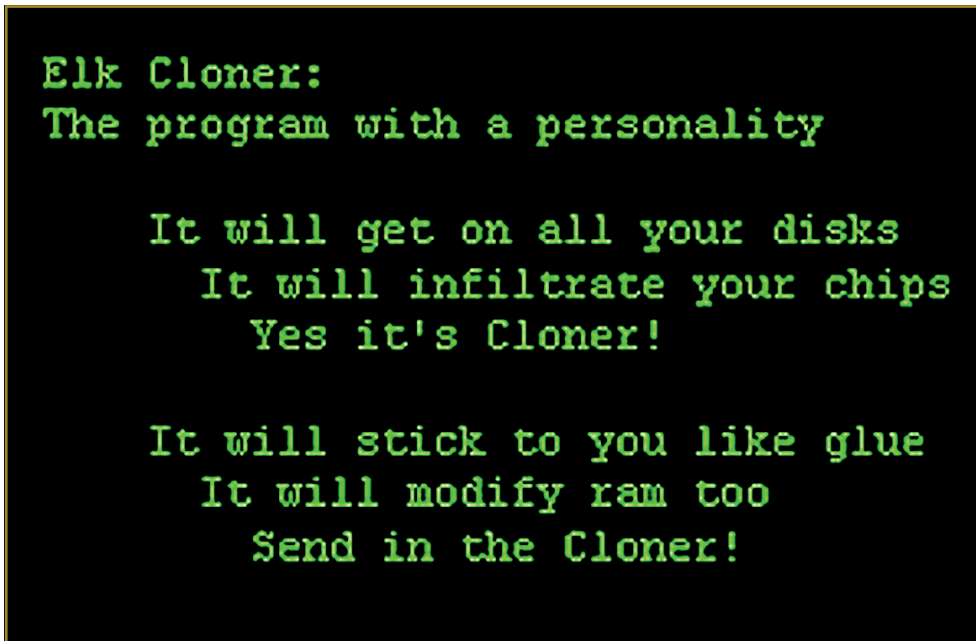 Elk Cloner:
The program with a personality
It will get on all your disks
It will infiltrate your chips
Yes it's Cloner!
It will stick to you like glue
It will modify ram too
Send in the Cloner!